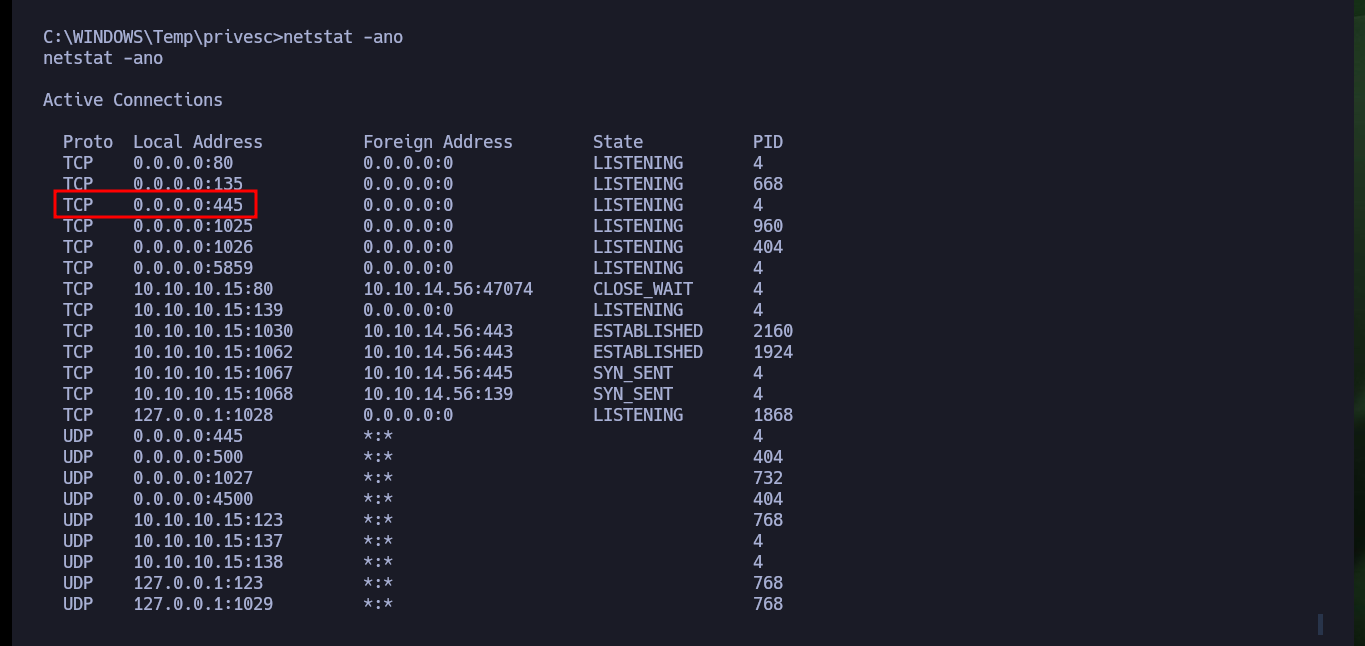 C:\WINDOWS\Temp\privesc>netstat -ano
netstat -ano
Active Connections
Proto  Local Address          Foreign Address        State           PID
TCP    0.0.0.0:80             0.0.0.0:0              LISTENING       4
TCP    0.0.0.0:135            0.0.0.0:0              LISTENING       668
TCP    0.0.0.0:445            0.0.0.0:0              LISTENING       4
TCP    0.0.0.0:1025           0.0.0.0:0              LISTENING       960
TCP    0.0.0.0:1026           0.0.0.0:0              LISTENING       404
TCP    0.0.0.0:5859           0.0.0.0:0              LISTENING       4
TCP    10.10.10.15:80         10.10.14.56:47074      CLOSE_WAIT      4
TCP    10.10.10.15:139        0.0.0.0:0              LISTENING       4
TCP    10.10.10.15:1030       10.10.14.56:443        ESTABLISHED     2160
TCP    10.10.10.15:1062       10.10.14.56:443        ESTABLISHED     1924
TCP    10.10.10.15:1067       10.10.14.56:445        SYN_SENT        4
TCP    10.10.10.15:1068       10.10.14.56:139        SYN_SENT        4
TCP    127.0.0.1:1028         0.0.0.0:0              LISTENING       1868
UDP    0.0.0.0:445            *:*                                    4
UDP    0.0.0.0:500            *:*                                    404
UDP    0.0.0.0:1027           *:*                                    732
UDP    0.0.0.0:4500           *:*                                    404
UDP    10.10.10.15:123        *:*                                    768
UDP    10.10.10.15:137        *:*                                    4
UDP    10.10.10.15:138        *:*                                    4
UDP    127.0.0.1:123          *:*                                    768
UDP    127.0.0.1:1029         *:*                                    768